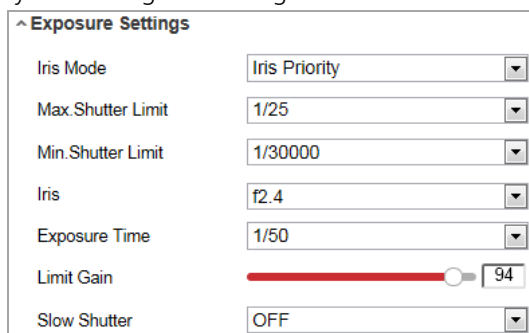 Exposure Settings
Iris Mode Iris Priority
Max.Shutter Limit 1/25
Min.Shutter Limit 1/30000
Iris f2.4
Exposure Time 1/50
Limit Gain 94
Slow Shutter OFF